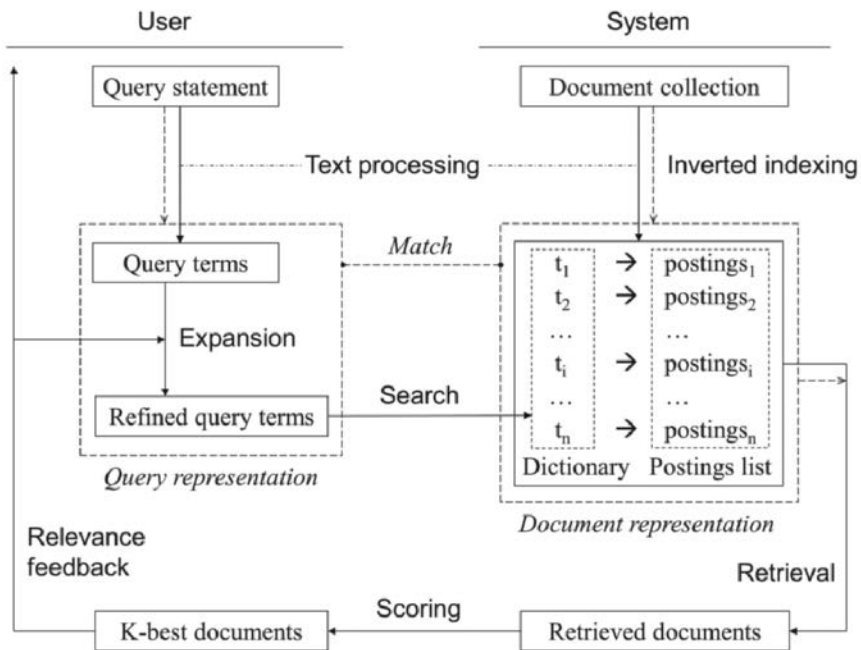 User
System
Query statement
Document collection
Text processing
Inverted indexing
Match
Query terms
Expansion
Refined query terms
Search
t1 → postings1
t2 → postings2
... ...
ti → postingsi
... ...
tn → postingsn
Dictionary Postings list
Query representation
Document representation
Relevance
feedback
Retrieval
Scoring
K-best documents
Retrieved documents